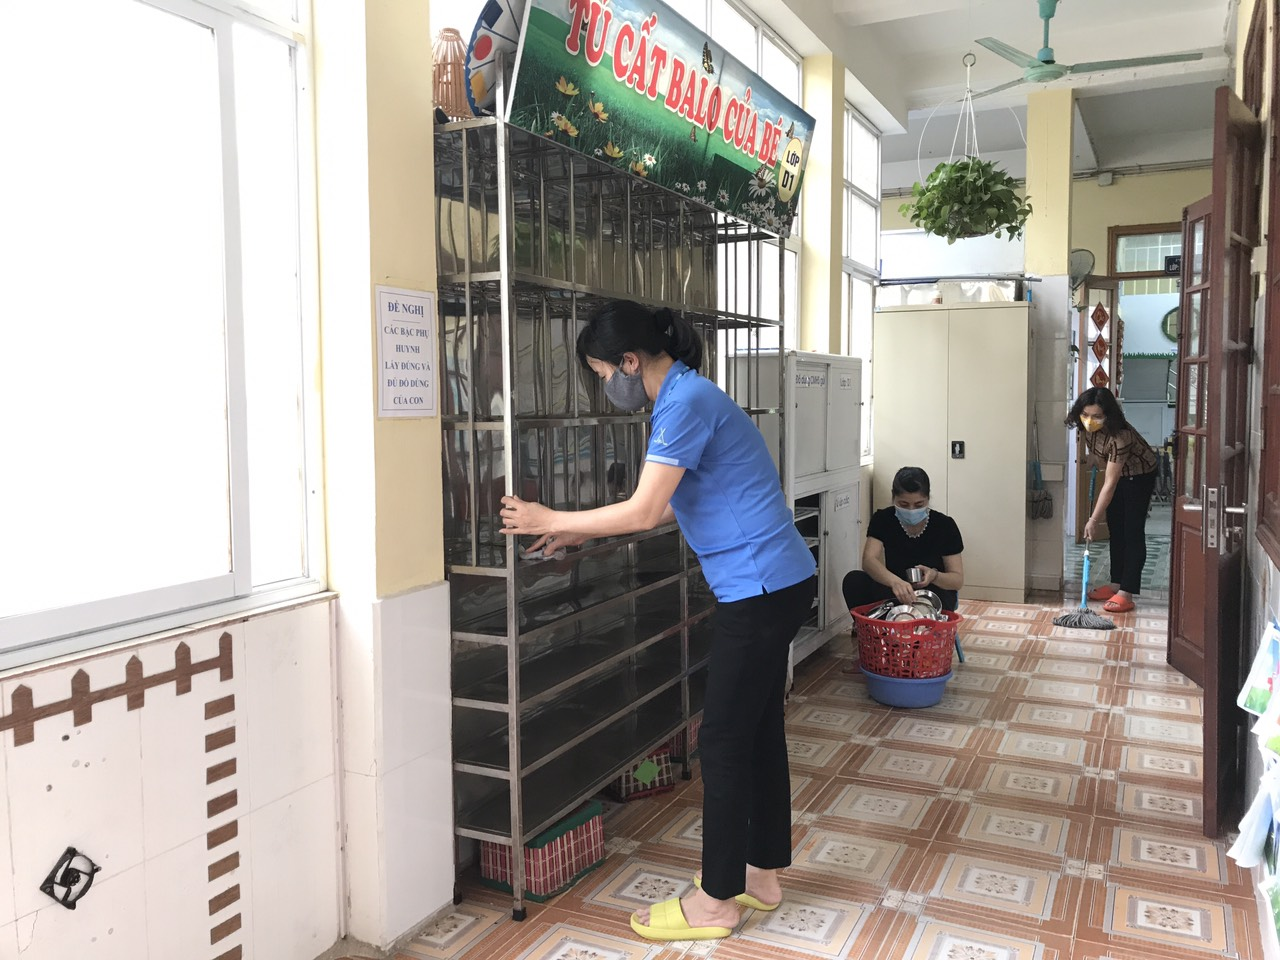 TỦ CẤT BALO CỦA BÉ
LỚP
D1
ĐỀ NGHỊ
CÁC BẬC PHỤ
HUYNH
LẤY ĐÚNG VÀ
ĐỦ ĐỒ DÙNG
CỦA CON